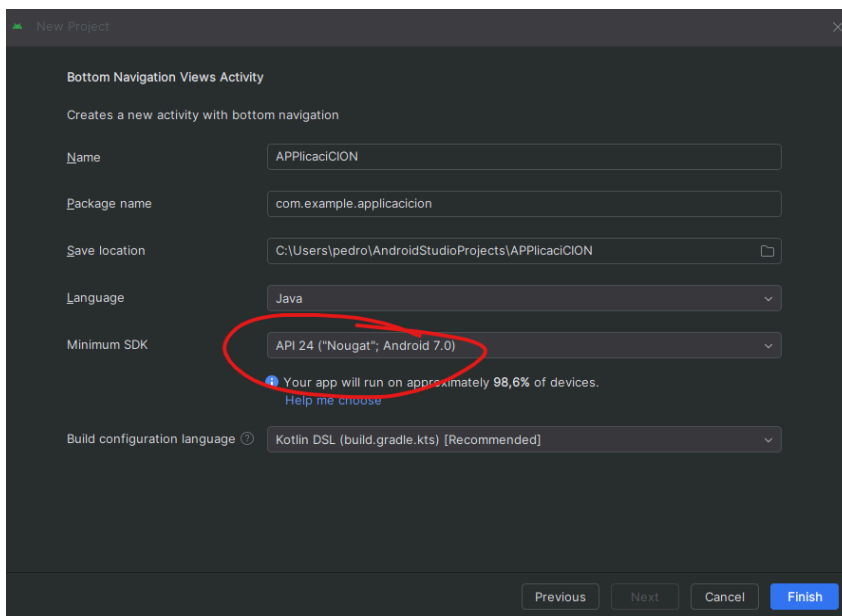 New Project
Bottom Navigation Views Activity
Creates a new activity with bottom navigation
Name APPlicaciCION
Package name com.example.applicacicion
Save location C:\Users\pedro\AndroidStudioProjects\APPlicaciCION
Language Java
Minimum SDK API 24 ("Nougat"; Android 7.0)
Your app will run on approximately 98,6% of devices.
Help me choose
Build configuration language Kotlin DSL (build.gradle.kts) [Recommended]
Previous Next Cancel Finish